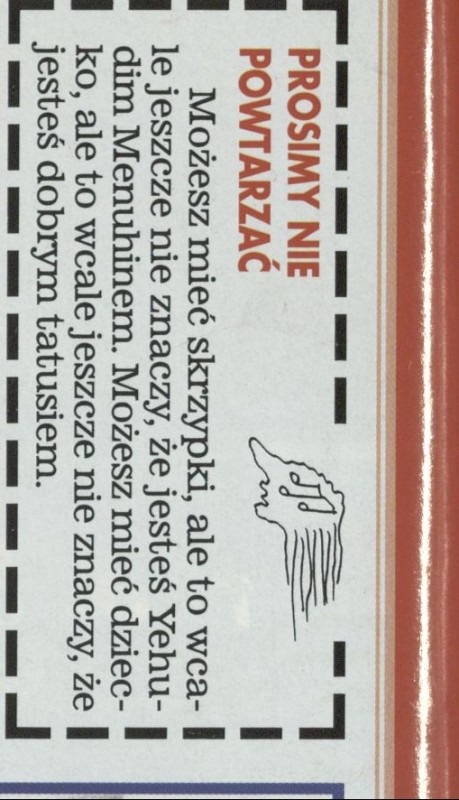 PROSIMY NIE
POWTARZAĆ
Możesz mieć skrzypki, ale to wca-
le jeszcze nie znaczy, że jesteś Yehu-
dim Menuhinem. Możesz mieć dziec-
ko, ale to wcale jeszcze nie znaczy, że
jesteś dobrym tatusiem.